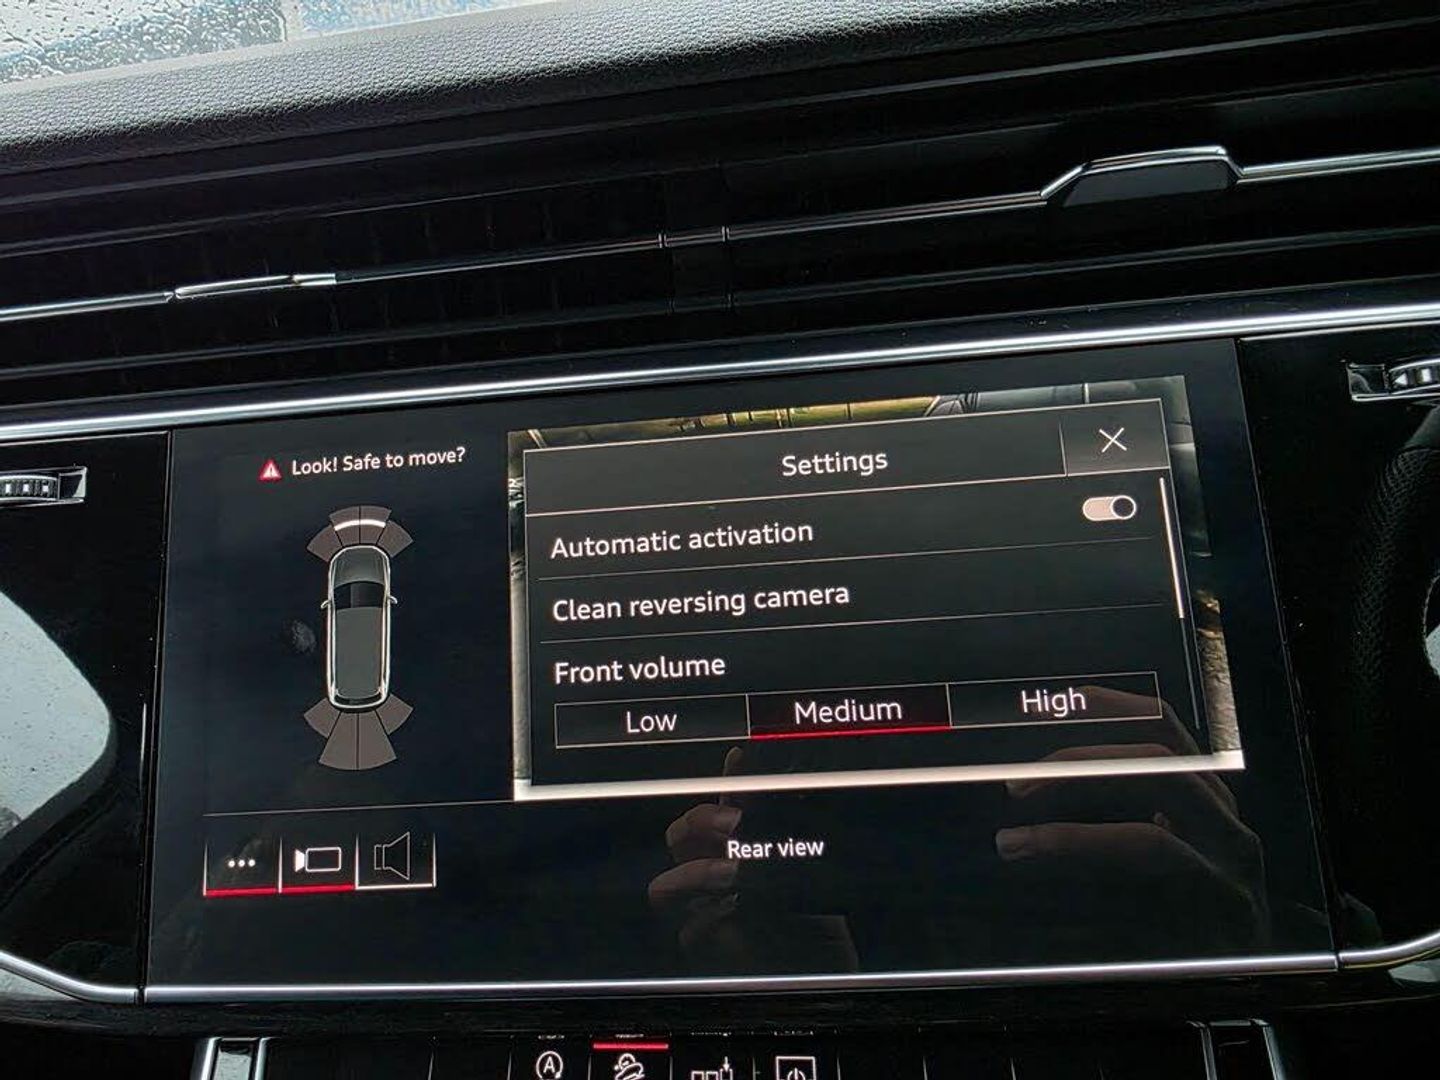 Look! Safe to move?
Settings
Automatic activation
Clean reversing camera
Front volume
Low Medium High
Rear view
A